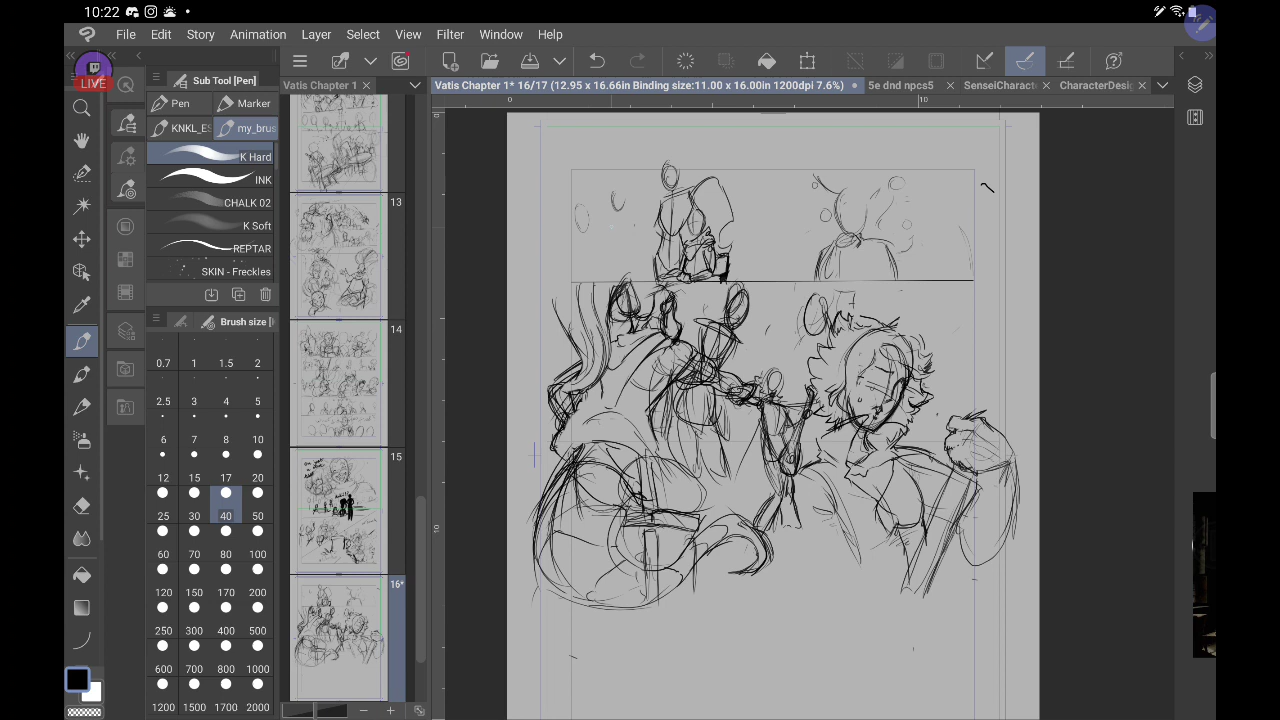 10:22
File Edit Story Animation Layer Select View Filter Window Help
LIVE
Sub Tool [Pen]
Pen Marker
KNKL_E my_brus
K Hard
INK
CHALK 02
K Soft
REPTAR
SKIN - Freckles
Brush size [
0.7 1 1.5 2
2.5 3 4 5
6 7 8 10
12 15 17 20
25 30 40 50
60 70 80 100
120 150 170 200
250 300 400 500
600 700 800 1000
1200 1500 1700 2000
Vatis Chapter 1
13
14
15
16*
Vatis Chapter 1* 16/17 (12.95 x 16.66in Binding size:11.00 x 16.00in 1200dpi 7.6%) 5e dnd npcs5 SenseiCharact CharacterDesig
0 10